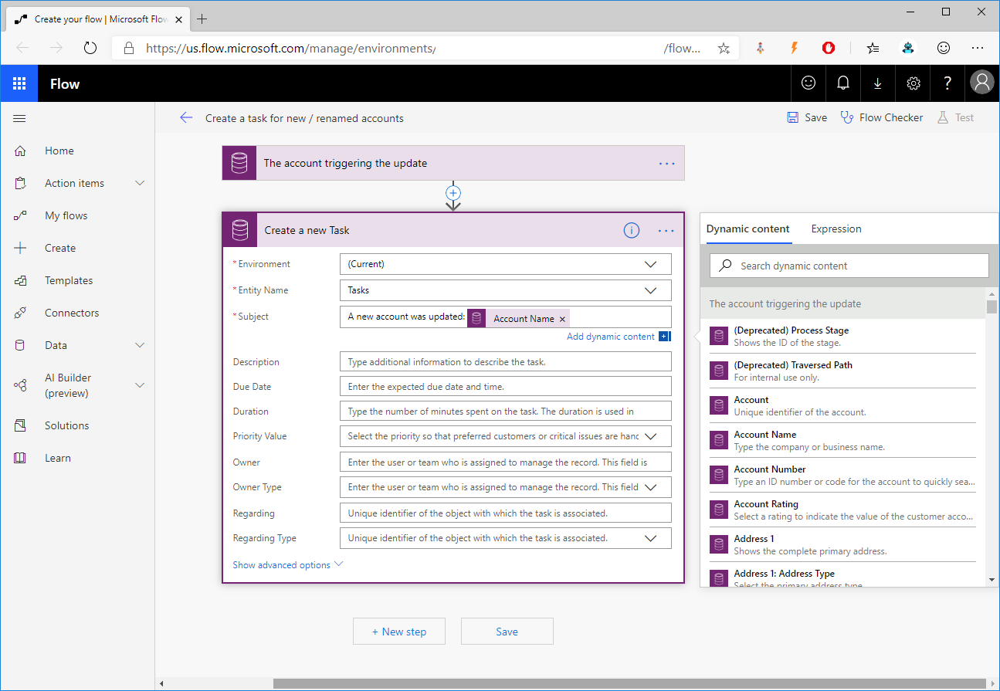 Create your flow | Microsoft Flow
https://us.flow.microsoft.com/manage/environments/
/flow...
Flow
?
Create a task for new / renamed accounts
Save
Flow Checker
Test
Home
Action items
My flows
Create
Templates
Connectors
Data
AI Builder
(preview)
Solutions
Learn
The account triggering the update
Create a new Task
* Environment
(Current)
* Entity Name
Tasks
* Subject
A new account was updated: Account Name ×
Add dynamic content
Description
Type additional information to describe the task.
Due Date
Enter the expected due date and time.
Duration
Type the number of minutes spent on the task. The duration is used in
Priority Value
Select the priority so that preferred customers or critical issues are hanc
Owner
Enter the user or team who is assigned to manage the record. This field is
Owner Type
Enter the user or team who is assigned to manage the record. This field
Regarding
Unique identifier of the object with which the task is associated.
Regarding Type
Unique identifier of the object with which the task is associated.
Show advanced options
+ New step
Save
Dynamic content
Expression
Search dynamic content
The account triggering the update
(Deprecated) Process Stage
Shows the ID of the stage.
(Deprecated) Traversed Path
For internal use only.
Account
Unique identifier of the account.
Account Name
Type the company or business name.
Account Number
Type an ID number or code for the account to quickly sea...
Account Rating
Select a rating to indicate the value of the customer acco...
Address 1
Shows the complete primary address.
Address 1: Address Type
Select the primary address type